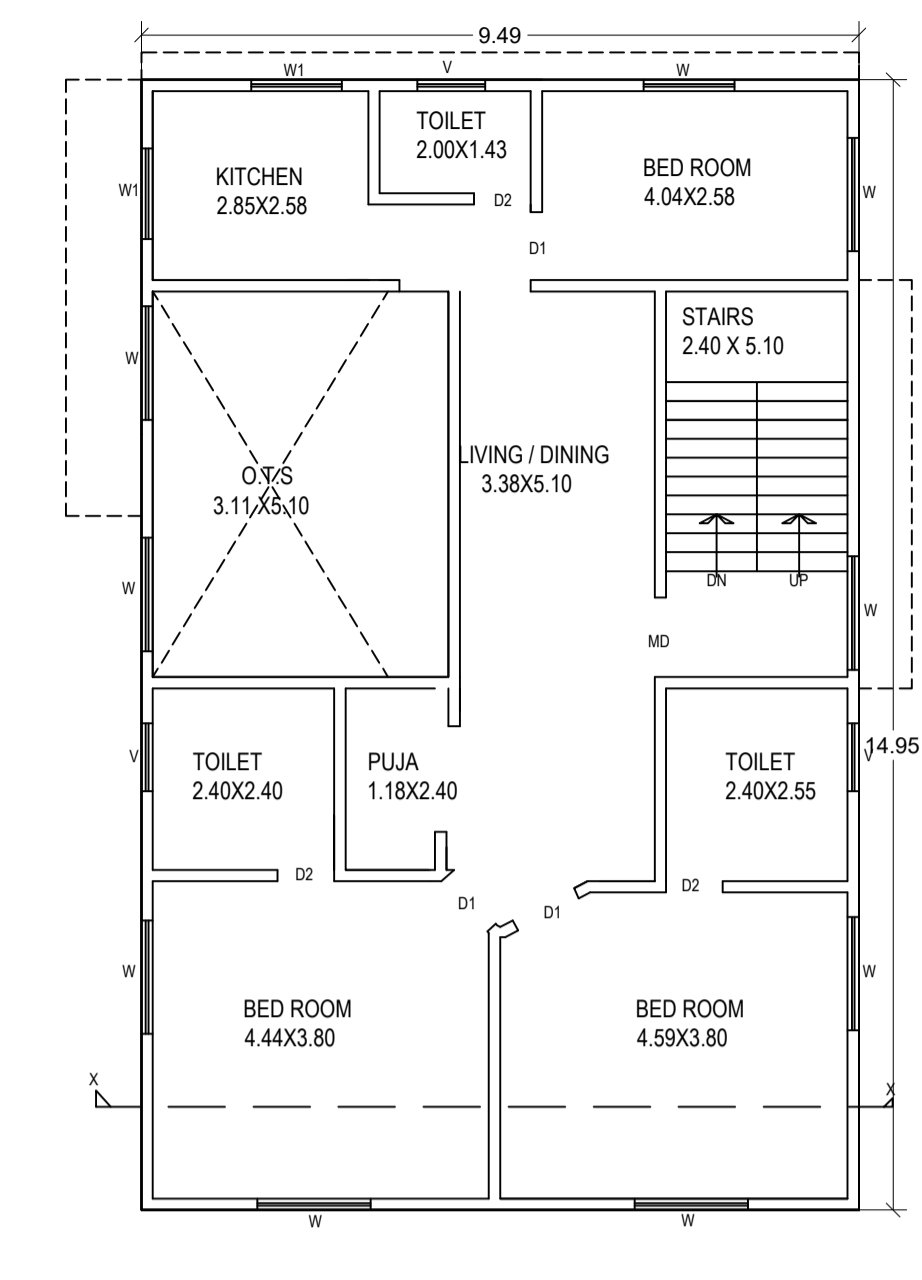 9.49
W1
V
W
TOILET
2.00X1.43
KITCHEN
2.85X2.58
BED ROOM
4.04X2.58
W1
W
D2
D1
STAIRS
2.40 X 5.10
W
LIVING / DINING
3.38X5.10
O.T.S
3.11 X5.10
DN
UP
W
W
MD
14.95
V
V
TOILET
2.40X2.40
PUJA
1.18X2.40
TOILET
2.40X2.55
D2
D2
D1
D1
W
W
BED ROOM
4.44X3.80
BED ROOM
4.59X3.80
X
X
W
W